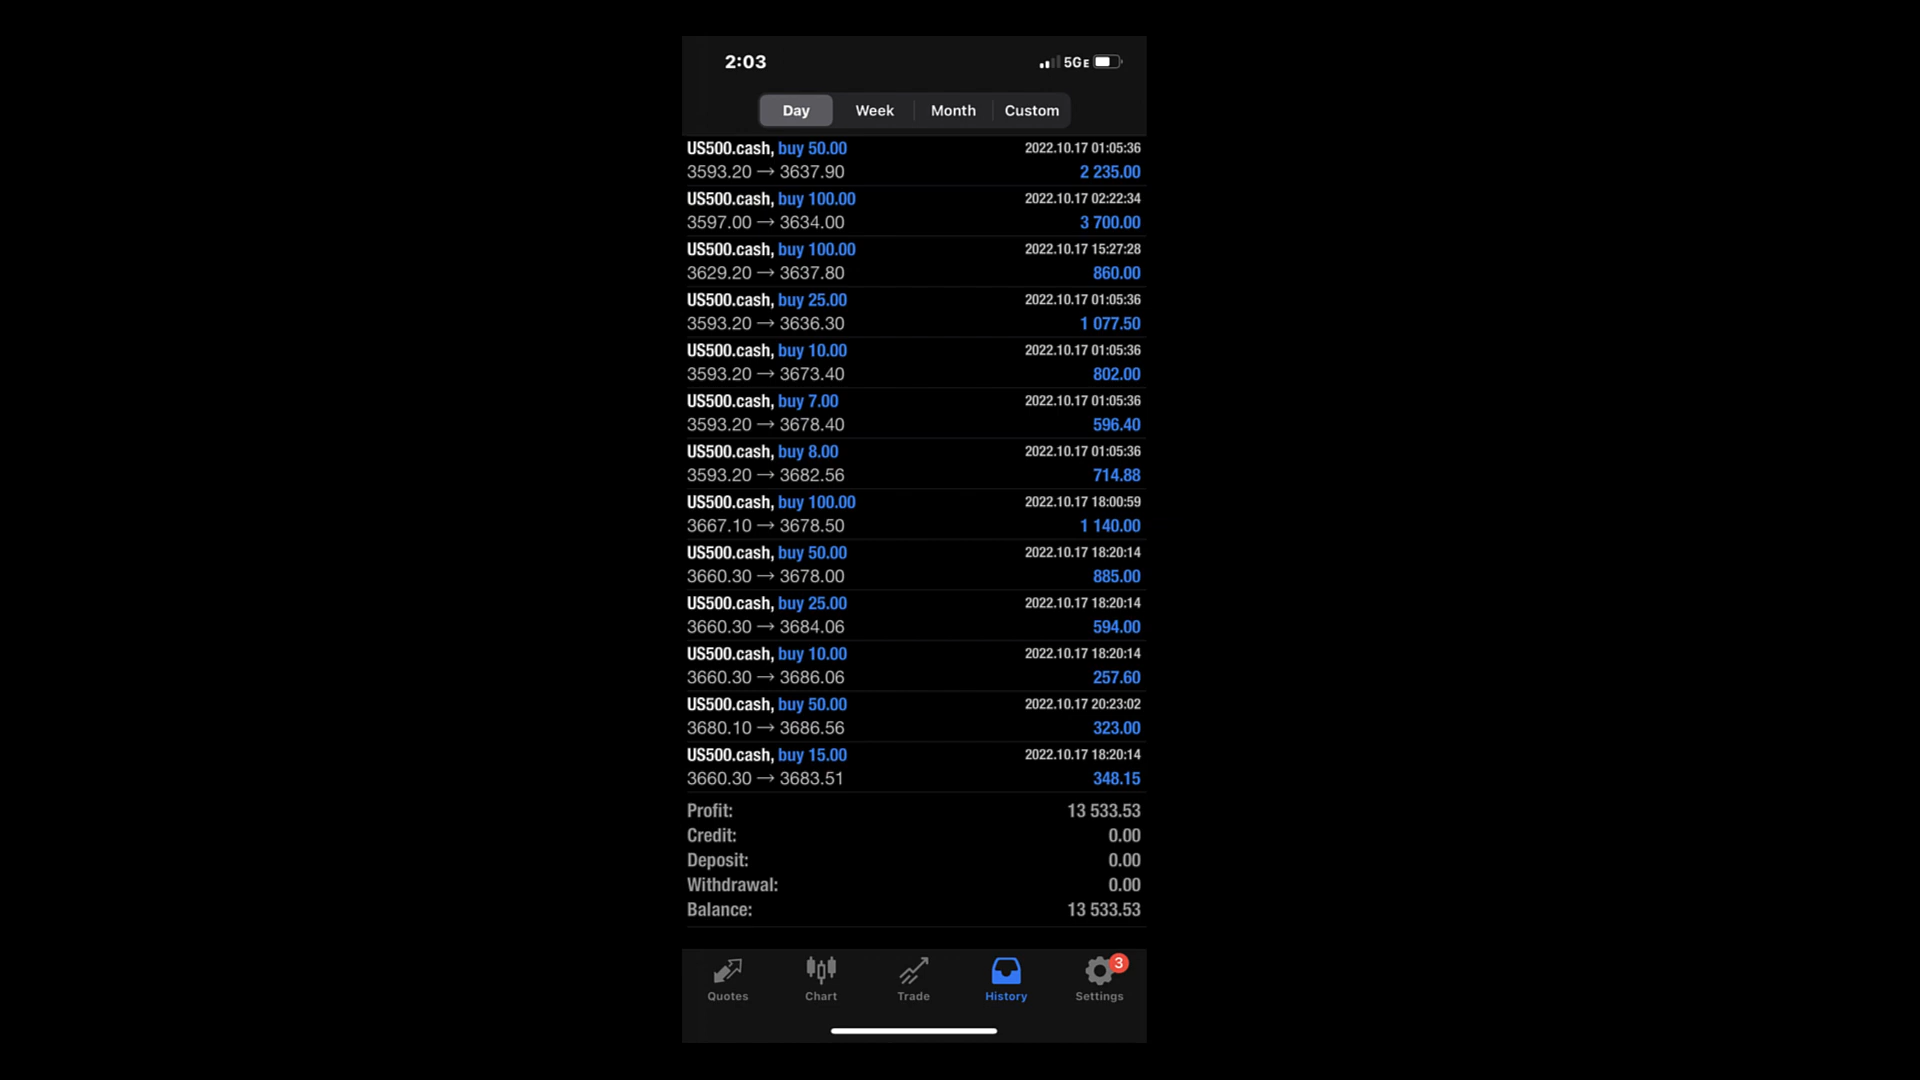 2:03 5GE
Day Week Month Custom
US500.cash, buy 50.00 2022.10.17 01:05:36
3593.20 → 3637.90 2 235.00
US500.cash, buy 100.00 2022.10.17 02:22:34
3597.00 → 3634.00 3 700.00
US500.cash, buy 100.00 2022.10.17 15:27:28
3629.20 → 3637.80 860.00
US500.cash, buy 25.00 2022.10.17 01:05:36
3593.20 → 3636.30 1 077.50
US500.cash, buy 10.00 2022.10.17 01:05:36
3593.20 → 3673.40 802.00
US500.cash, buy 7.00 2022.10.17 01:05:36
3593.20 → 3678.40 596.40
US500.cash, buy 8.00 2022.10.17 01:05:36
3593.20 → 3682.56 714.88
US500.cash, buy 100.00 2022.10.17 18:00:59
3667.10 → 3678.50 1 140.00
US500.cash, buy 50.00 2022.10.17 18:20:14
3660.30 → 3678.00 885.00
US500.cash, buy 25.00 2022.10.17 18:20:14
3660.30 → 3684.06 594.00
US500.cash, buy 10.00 2022.10.17 18:20:14
3660.30 → 3686.06 257.60
US500.cash, buy 50.00 2022.10.17 20:23:02
3680.10 → 3686.56 323.00
US500.cash, buy 15.00 2022.10.17 18:20:14
3660.30 → 3683.51 348.15
Profit: 13 533.53
Credit: 0.00
Deposit: 0.00
Withdrawal: 0.00
Balance: 13 533.53
3
Quotes Chart Trade History Settings